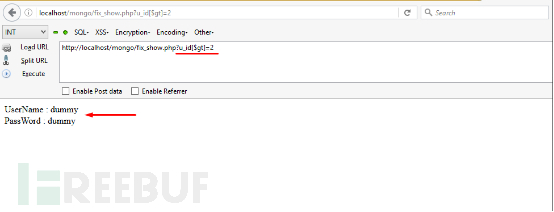 localhost/mongo/fix_show.php?u_id[$gt]=2
Search
INT
SQL- XSS- Encryption- Encoding- Other-
Load URL
Split URL
Execute
http://localhost/mongo/fix_show.php?u_id[$gt]=2
Enable Post data Enable Referrer
UserName : dummy
PassWord : dummy
FREEBUF